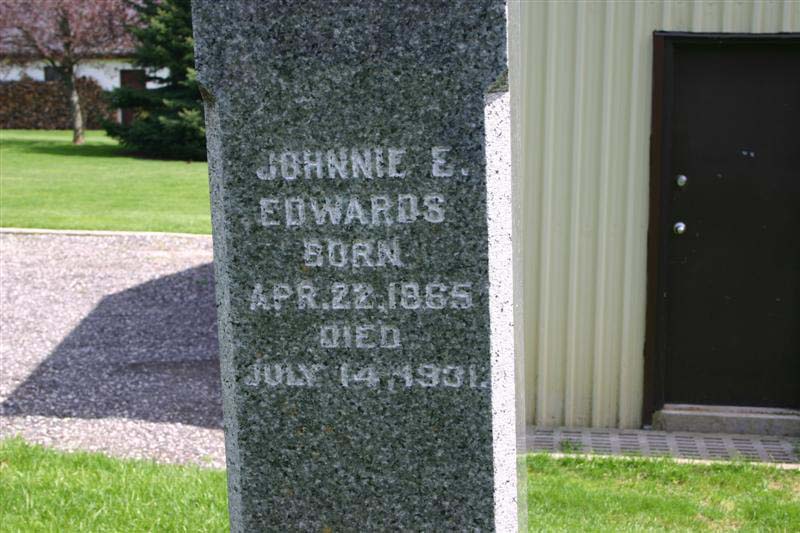 JOHNNIE E.
EDWARDS
BORN
APR. 22, 1865
DIED
JULY 14, 1931.